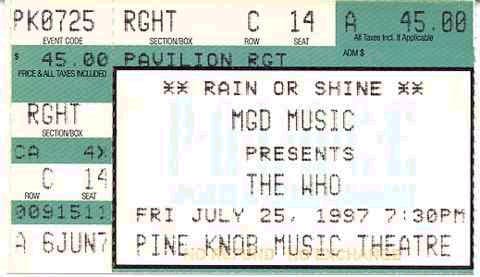 PK0725 RGHT C 14 A 45.00
EVENT CODE SECTION/BOX ROW SEAT All Taxes Incl. If Applicable
$ 45.00 PAVILION RGT ADM $
PRICE & ALL TAXES INCLUDED
** RAIN OR SHINE **
RGHT MGD MUSIC
SECTION/BOX
CA 4X PRESENTS
ROW SEAT
C 14 THE WHO
0091511 FRI JULY 25, 1997 7:30PM
A 6JUN7 PINE KNOB MUSIC THEATRE